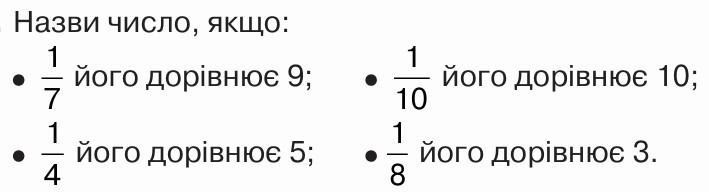 Назви число, якщо:
• 1/7 його дорівнює 9; • 1/10 його дорівнює 10;
• 1/4 його дорівнює 5; • 1/8 його дорівнює 3.